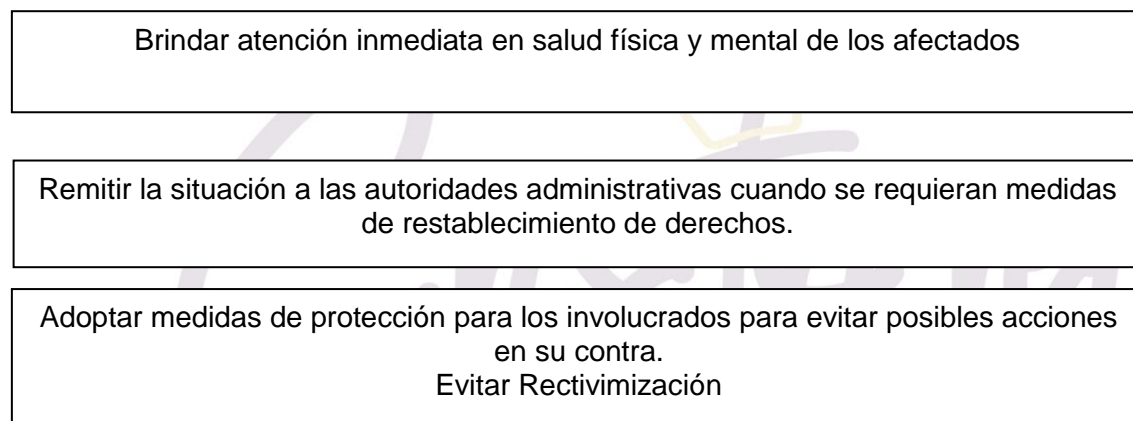 Brindar atención inmediata en salud física y mental de los afectados
Remitir la situación a las autoridades administrativas cuando se requieran medidas
de restablecimiento de derechos.
Adoptar medidas de protección para los involucrados para evitar posibles acciones
en su contra.
Evitar Rectivimización